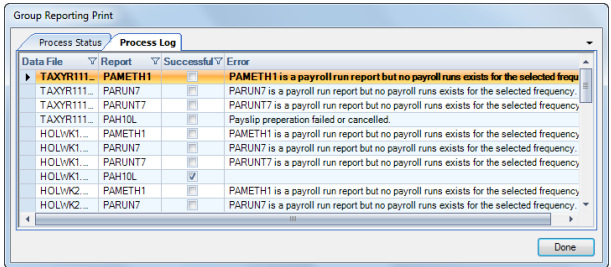 Group Reporting Print
Process Status Process Log
Data File Report Successful Error
TAXYR111... PAMETH1 PAMETH1 is a payroll run report but no payroll runs exists for the selected frequ
TAXYR111... PARUN7 PARUN7 is a payroll run report but no payroll runs exists for the selected frequency.
TAXYR111... PARUNT7 PARUNT7 is a payroll run report but no payroll runs exists for the selected frequency
TAXYR111... PAH10L Payslip preperation failed or cancelled.
HOLWK1... PAMETH1 PAMETH1 is a payroll run report but no payroll runs exists for the selected frequency
HOLWK1... PARUN7 PARUN7 is a payroll run report but no payroll runs exists for the selected frequency.
HOLWK1... PARUNT7 PARUNT7 is a payroll run report but no payroll runs exists for the selected frequency
HOLWK1... PAH10L
HOLWK2... PAMETH1 PAMETH1 is a payroll run report but no payroll runs exists for the selected frequency
HOLWK2... PARUN7 PARUN7 is a payroll run report but no payroll runs exists for the selected frequency.
Done